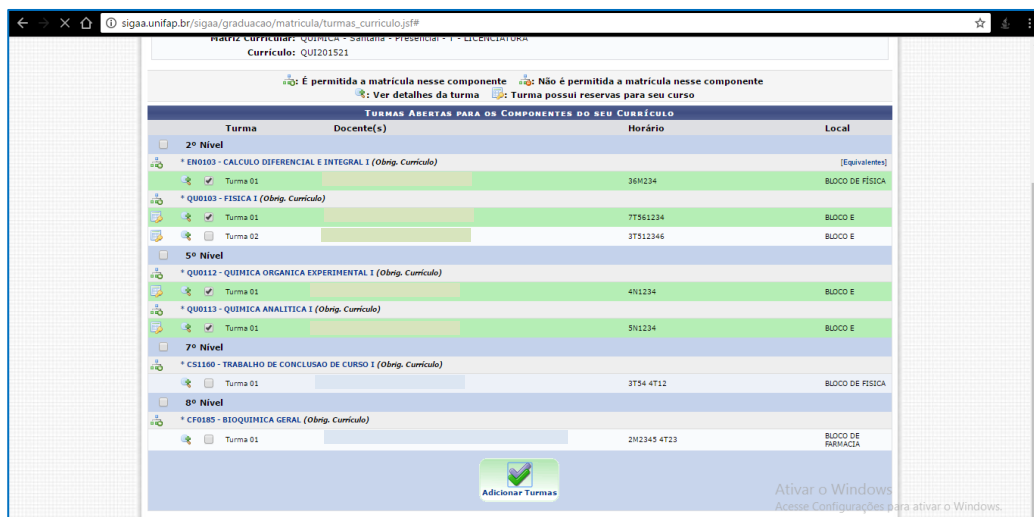 sigaa.unifap.br/sigaa/graduacao/matricula/turmas_curriculo.jsf#
Matriz Curricular: QUÍMICA - Santana - Presencial - T - LICENCIATURA
Currículo: QUI201521
: É permitida a matrícula nesse componente : Não é permitida a matrícula nesse componente
: Ver detalhes da turma : Turma possui reservas para seu curso
TURMAS ABERTAS PARA OS COMPONENTES DO SEU CURRÍCULO
Turma Docente(s) Horário Local
2º Nível
* EN0103 - CALCULO DIFERENCIAL E INTEGRAL I (Obrig. Currículo) [Equivalentes]
Turma 01 36M234 BLOCO DE FÍSICA
* QU0103 - FISICA I (Obrig. Currículo)
Turma 01 7T561234 BLOCO E
Turma 02 3T512346 BLOCO E
5º Nível
* QU0112 - QUIMICA ORGANICA EXPERIMENTAL I (Obrig. Currículo)
Turma 01 4N1234 BLOCO E
* QU0113 - QUIMICA ANALITICA I (Obrig. Currículo)
Turma 01 5N1234 BLOCO E
7º Nível
* CS1160 - TRABALHO DE CONCLUSAO DE CURSO I (Obrig. Currículo)
Turma 01 3T54 4T12 BLOCO DE FISICA
8º Nível
* CF0185 - BIOQUIMICA GERAL (Obrig. Currículo)
Turma 01 2M2345 4T23 BLOCO DE
FARMACIA
Adicionar Turmas
Ativar o Windows
Acesse Configurações para ativar o Windows.